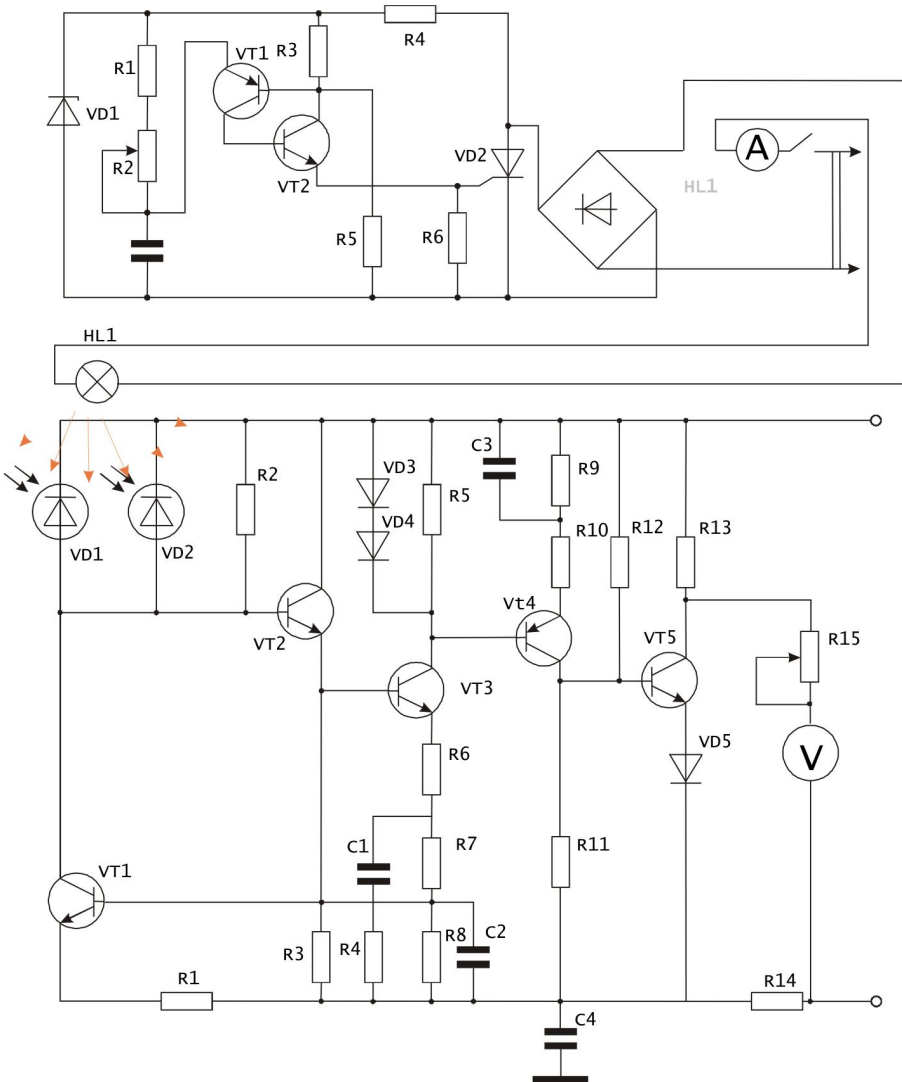 R4
R1
VT1
R3
VD1
R2
VT2
VD2
A
HL1
R5
R6
HL1
C3
R2
VD3
R5
R9
VD4
R10
R12
R13
VD1
VD2
Vt4
VT2
VT5
R15
VT3
VD5
V
R6
C1
R7
R11
VT1
R3
R4
R8
C2
R1
R14
C4